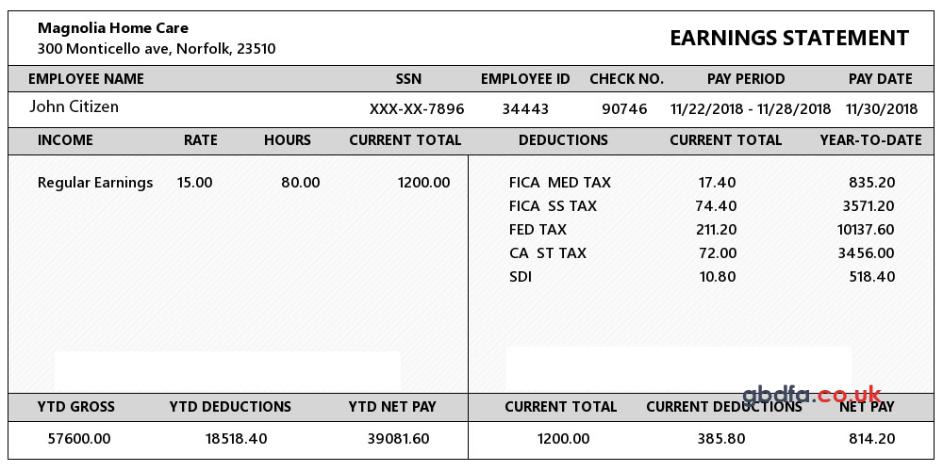 Magnolia Home Care
300 Monticello ave, Norfolk, 23510
EARNINGS STATEMENT
EMPLOYEE NAME SSN EMPLOYEE ID CHECK NO. PAY PERIOD PAY DATE
John Citizen XXX-XX-7896 34443 90746 11/22/2018 - 11/28/2018 11/30/2018
INCOME RATE HOURS CURRENT TOTAL DEDUCTIONS CURRENT TOTAL YEAR-TO-DATE
Regular Earnings 15.00 80.00 1200.00 FICA MED TAX 17.40 835.20
FICA SS TAX 74.40 3571.20
FED TAX 211.20 10137.60
CA ST TAX 72.00 3456.00
SDI 10.80 518.40
gbdfa.co.uk
YTD GROSS YTD DEDUCTIONS YTD NET PAY CURRENT TOTAL CURRENT DEDUCTIONS NET PAY
57600.00 18518.40 39081.60 1200.00 385.80 814.20